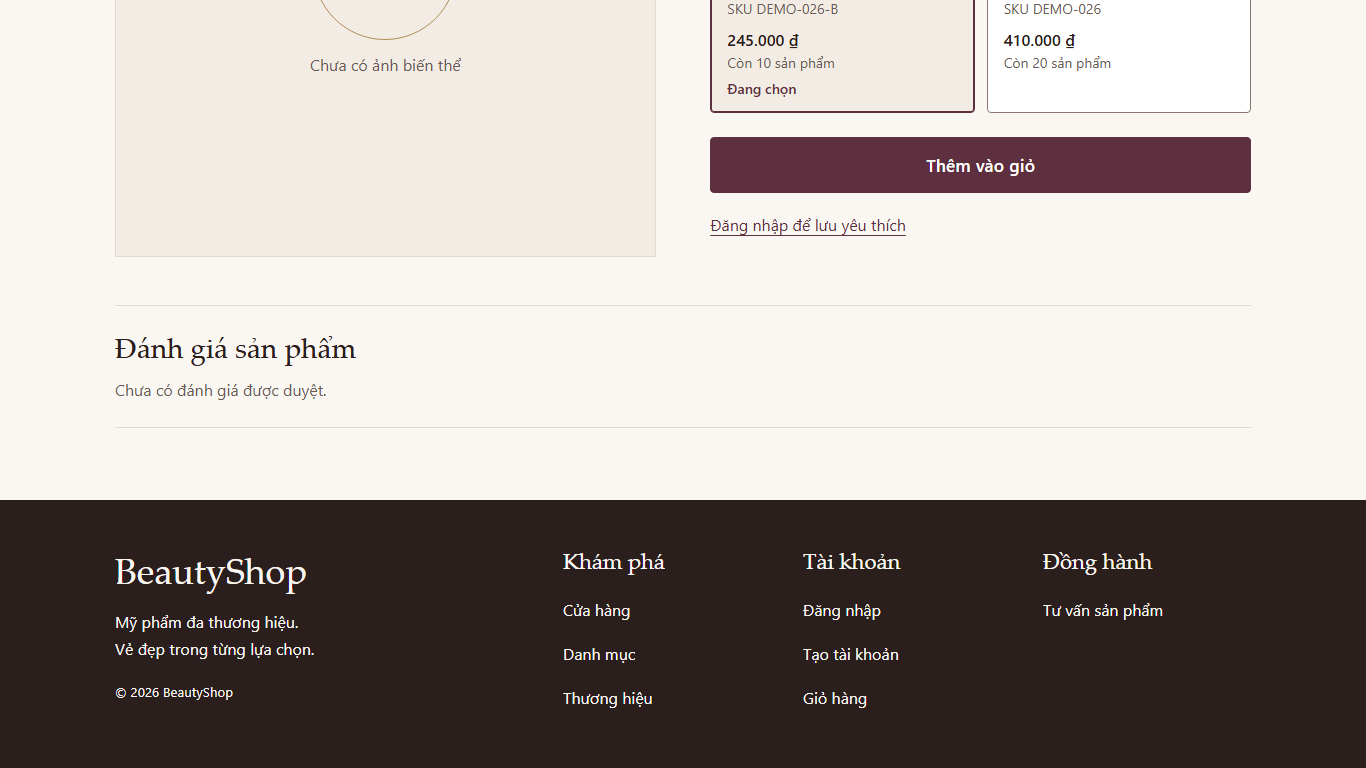 Chưa có ảnh biến thể
SKU DEMO-026-B
245.000 ₫
Còn 10 sản phẩm
Đang chọn
SKU DEMO-026
410.000 ₫
Còn 20 sản phẩm
Thêm vào giỏ
Đăng nhập để lưu yêu thích
Đánh giá sản phẩm
Chưa có đánh giá được duyệt.
BeautyShop
Mỹ phẩm đa thương hiệu.
Vẻ đẹp trong từng lựa chọn.
© 2026 BeautyShop
Khám phá
Cửa hàng
Danh mục
Thương hiệu
Tài khoản
Đăng nhập
Tạo tài khoản
Giỏ hàng
Đồng hành
Tư vấn sản phẩm